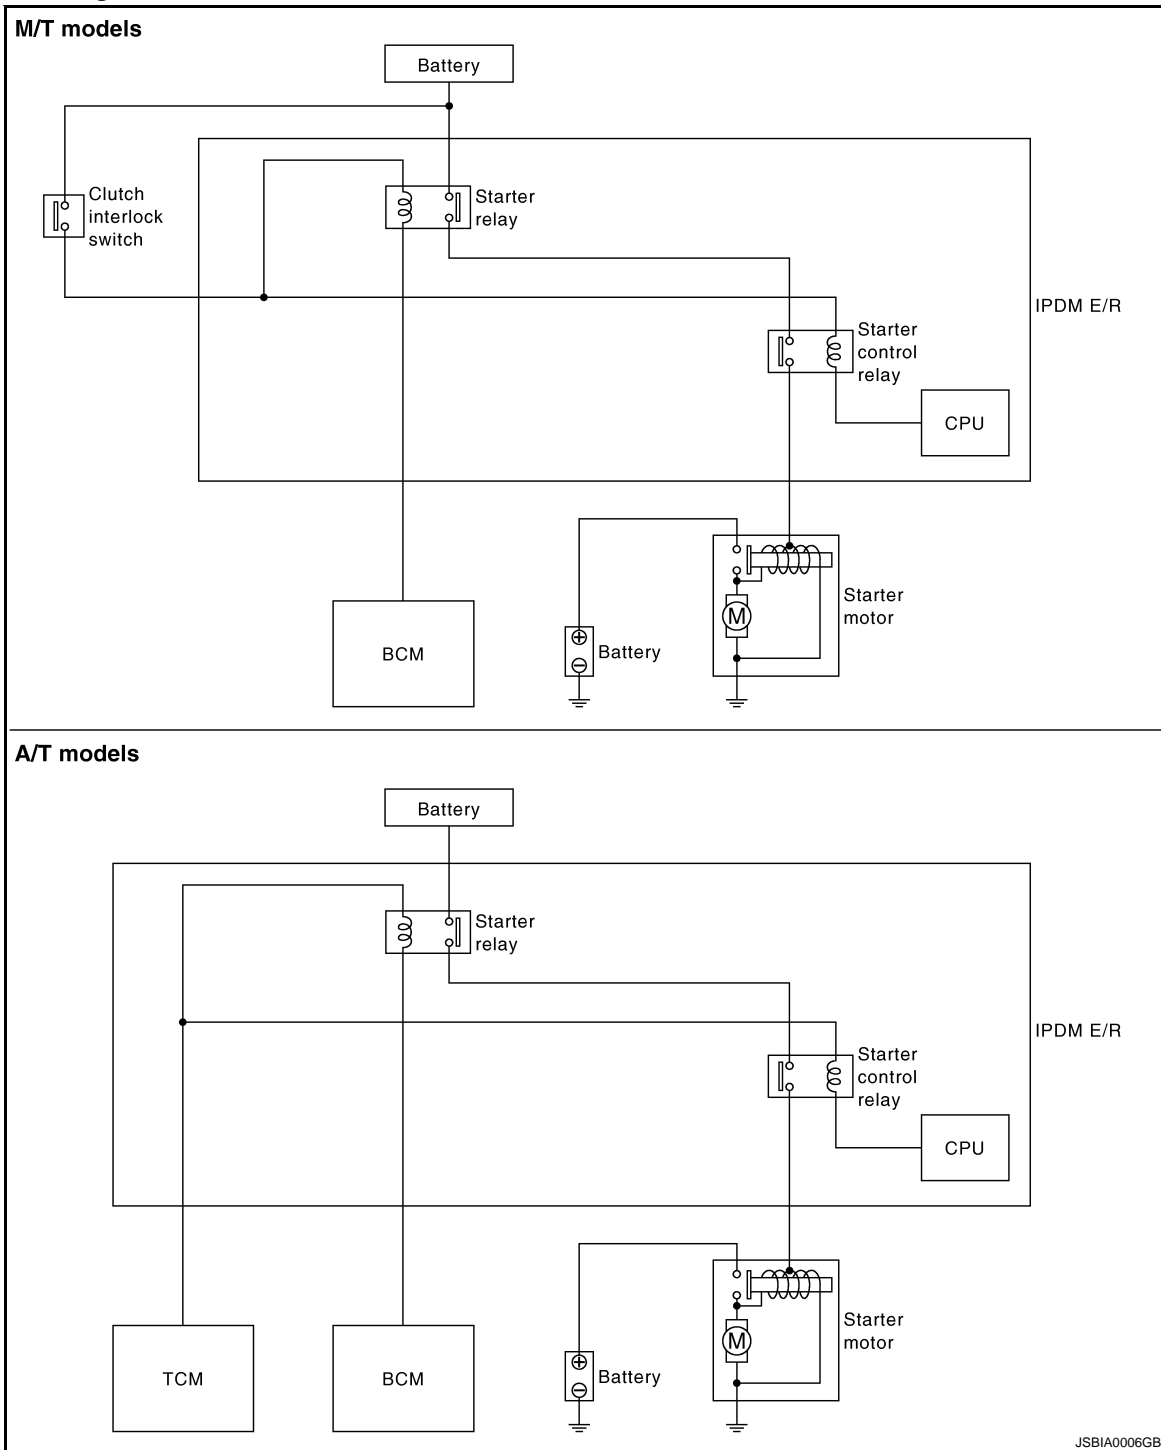 M/T models
Battery
Clutch
interlock
switch
Starter
relay
IPDM E/R
Starter
control
relay
CPU
Starter
motor
M
Battery
BCM
A/T models
Battery
Starter
relay
IPDM E/R
Starter
control
relay
CPU
Starter
motor
M
Battery
TCM
BCM
JSBIA0006GB